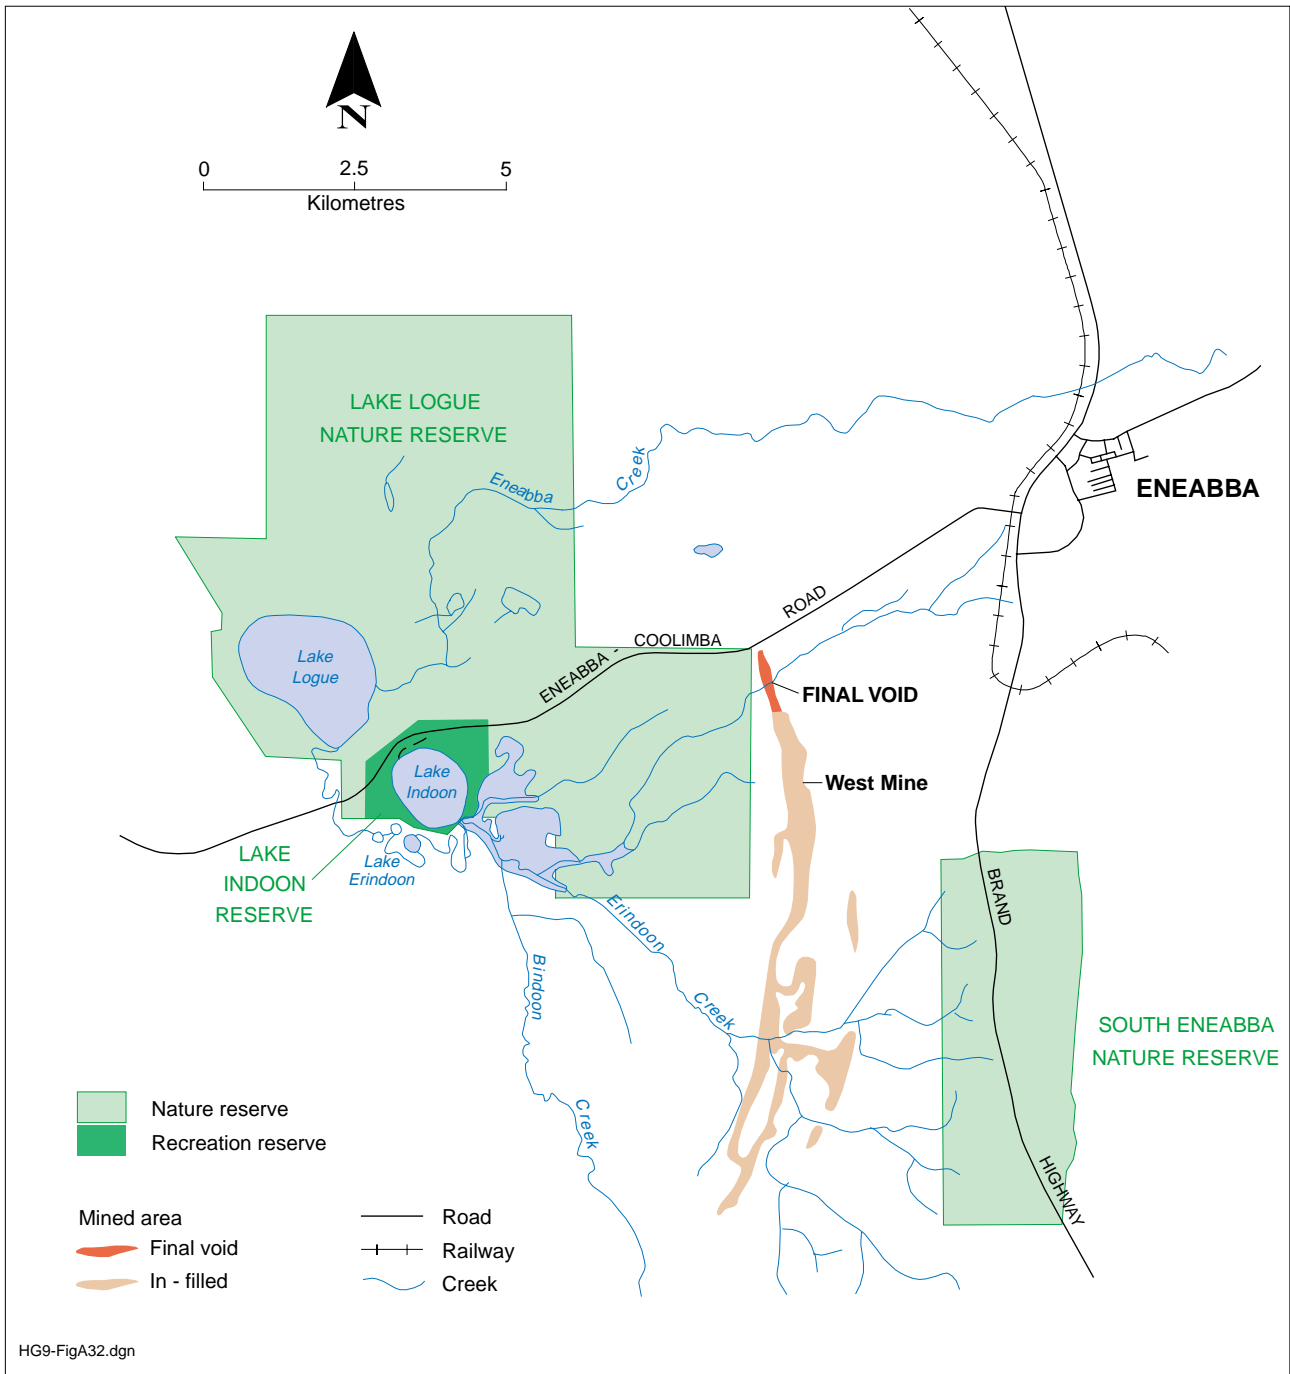 N
0 2.5 5
Kilometres
LAKE LOGUE
NATURE RESERVE
Eneabba
Creek
ENEABBA
ROAD
COOLIMBA
ENEABBA -
Lake
Logue
FINAL VOID
Lake
Indoon
West Mine
LAKE
INDOON
RESERVE
Lake
Erindoon
Erindoon
Creek
BRAND
HIGHWAY
Bindoon
Creek
SOUTH ENEABBA
NATURE RESERVE
Nature reserve
Recreation reserve
Mined area
Final void
In - filled
Road
Railway
Creek
HG9-FigA32.dgn